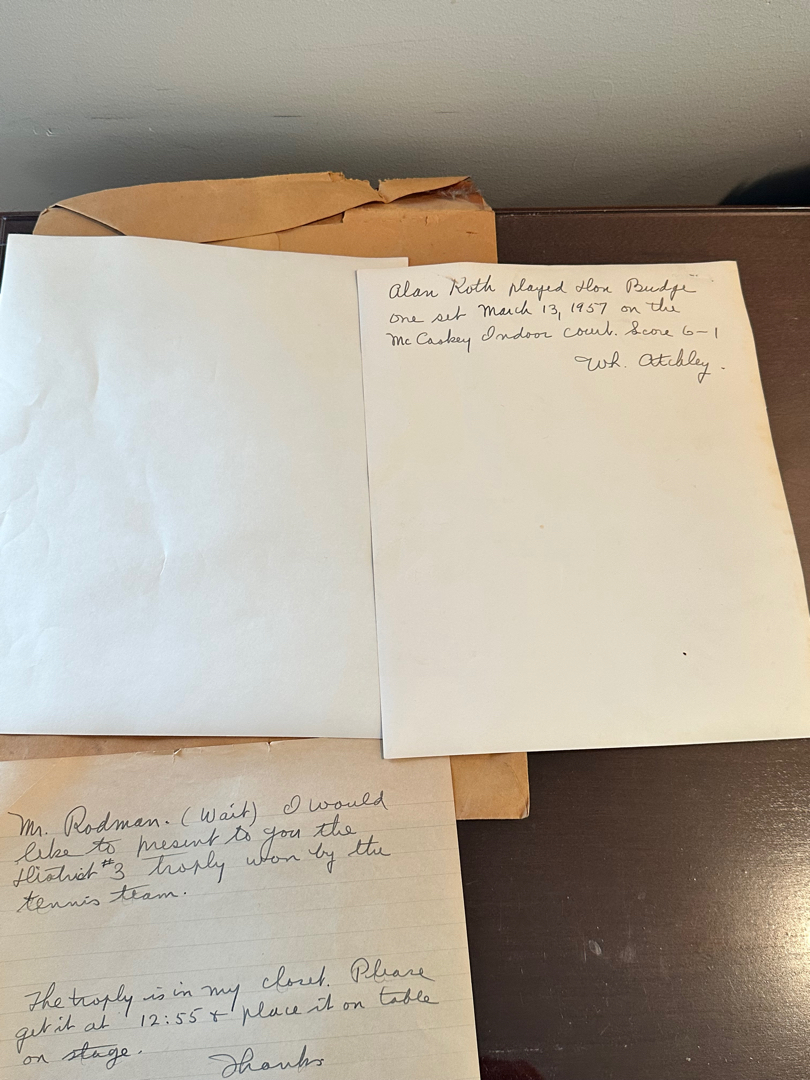 Alan Roth played Don Budge
one set March 13, 1957 on the
McCaskey Indoor court. Score 6-1
Wh. Atchley.
Mr. Rodman. (Wait) I would
like to present to you the
District #3 trophy won by the
tennis team.
The trophy is in my closet. Please
get it at 12:55 & place it on table
on stage.
Thanks